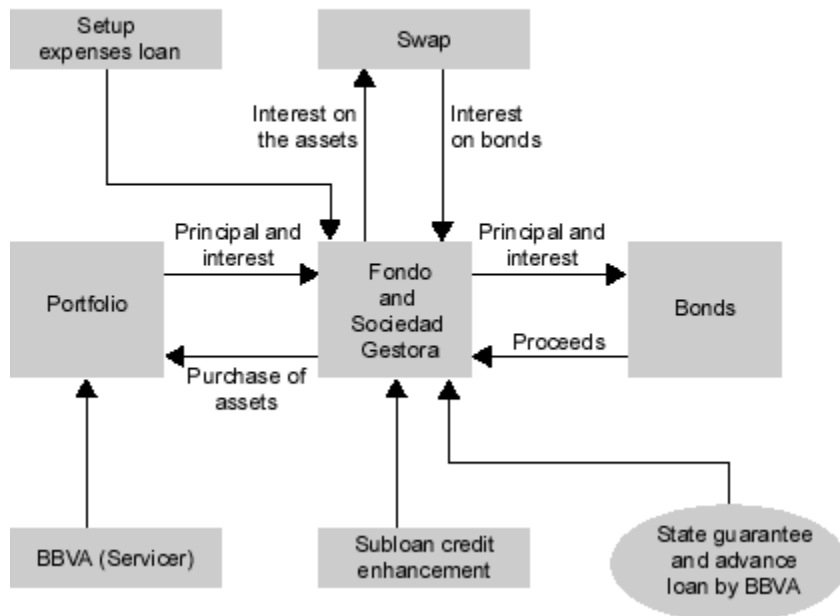 Setup
expenses loan
Swap
Interest on
the assets
Interest
on bonds
Principal and
interest
Principal and
interest
Portfolio
Fondo
and
Sociedad
Gestora
Bonds
Purchase of
assets
Proceeds
BBVA (Servicer)
Subloan credit
enhancement
State guarantee
and advance
loan by BBVA